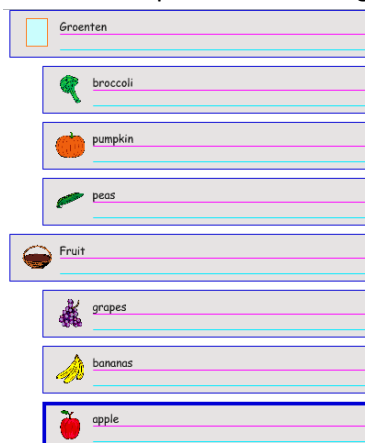 Groenten
broccoli
pumpkin
peas
Fruit
grapes
bananas
apple